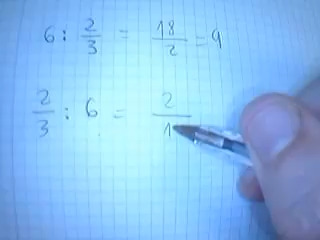 6 : 2/3 = 18/2 = 9
2/3 : 6 = 2/1